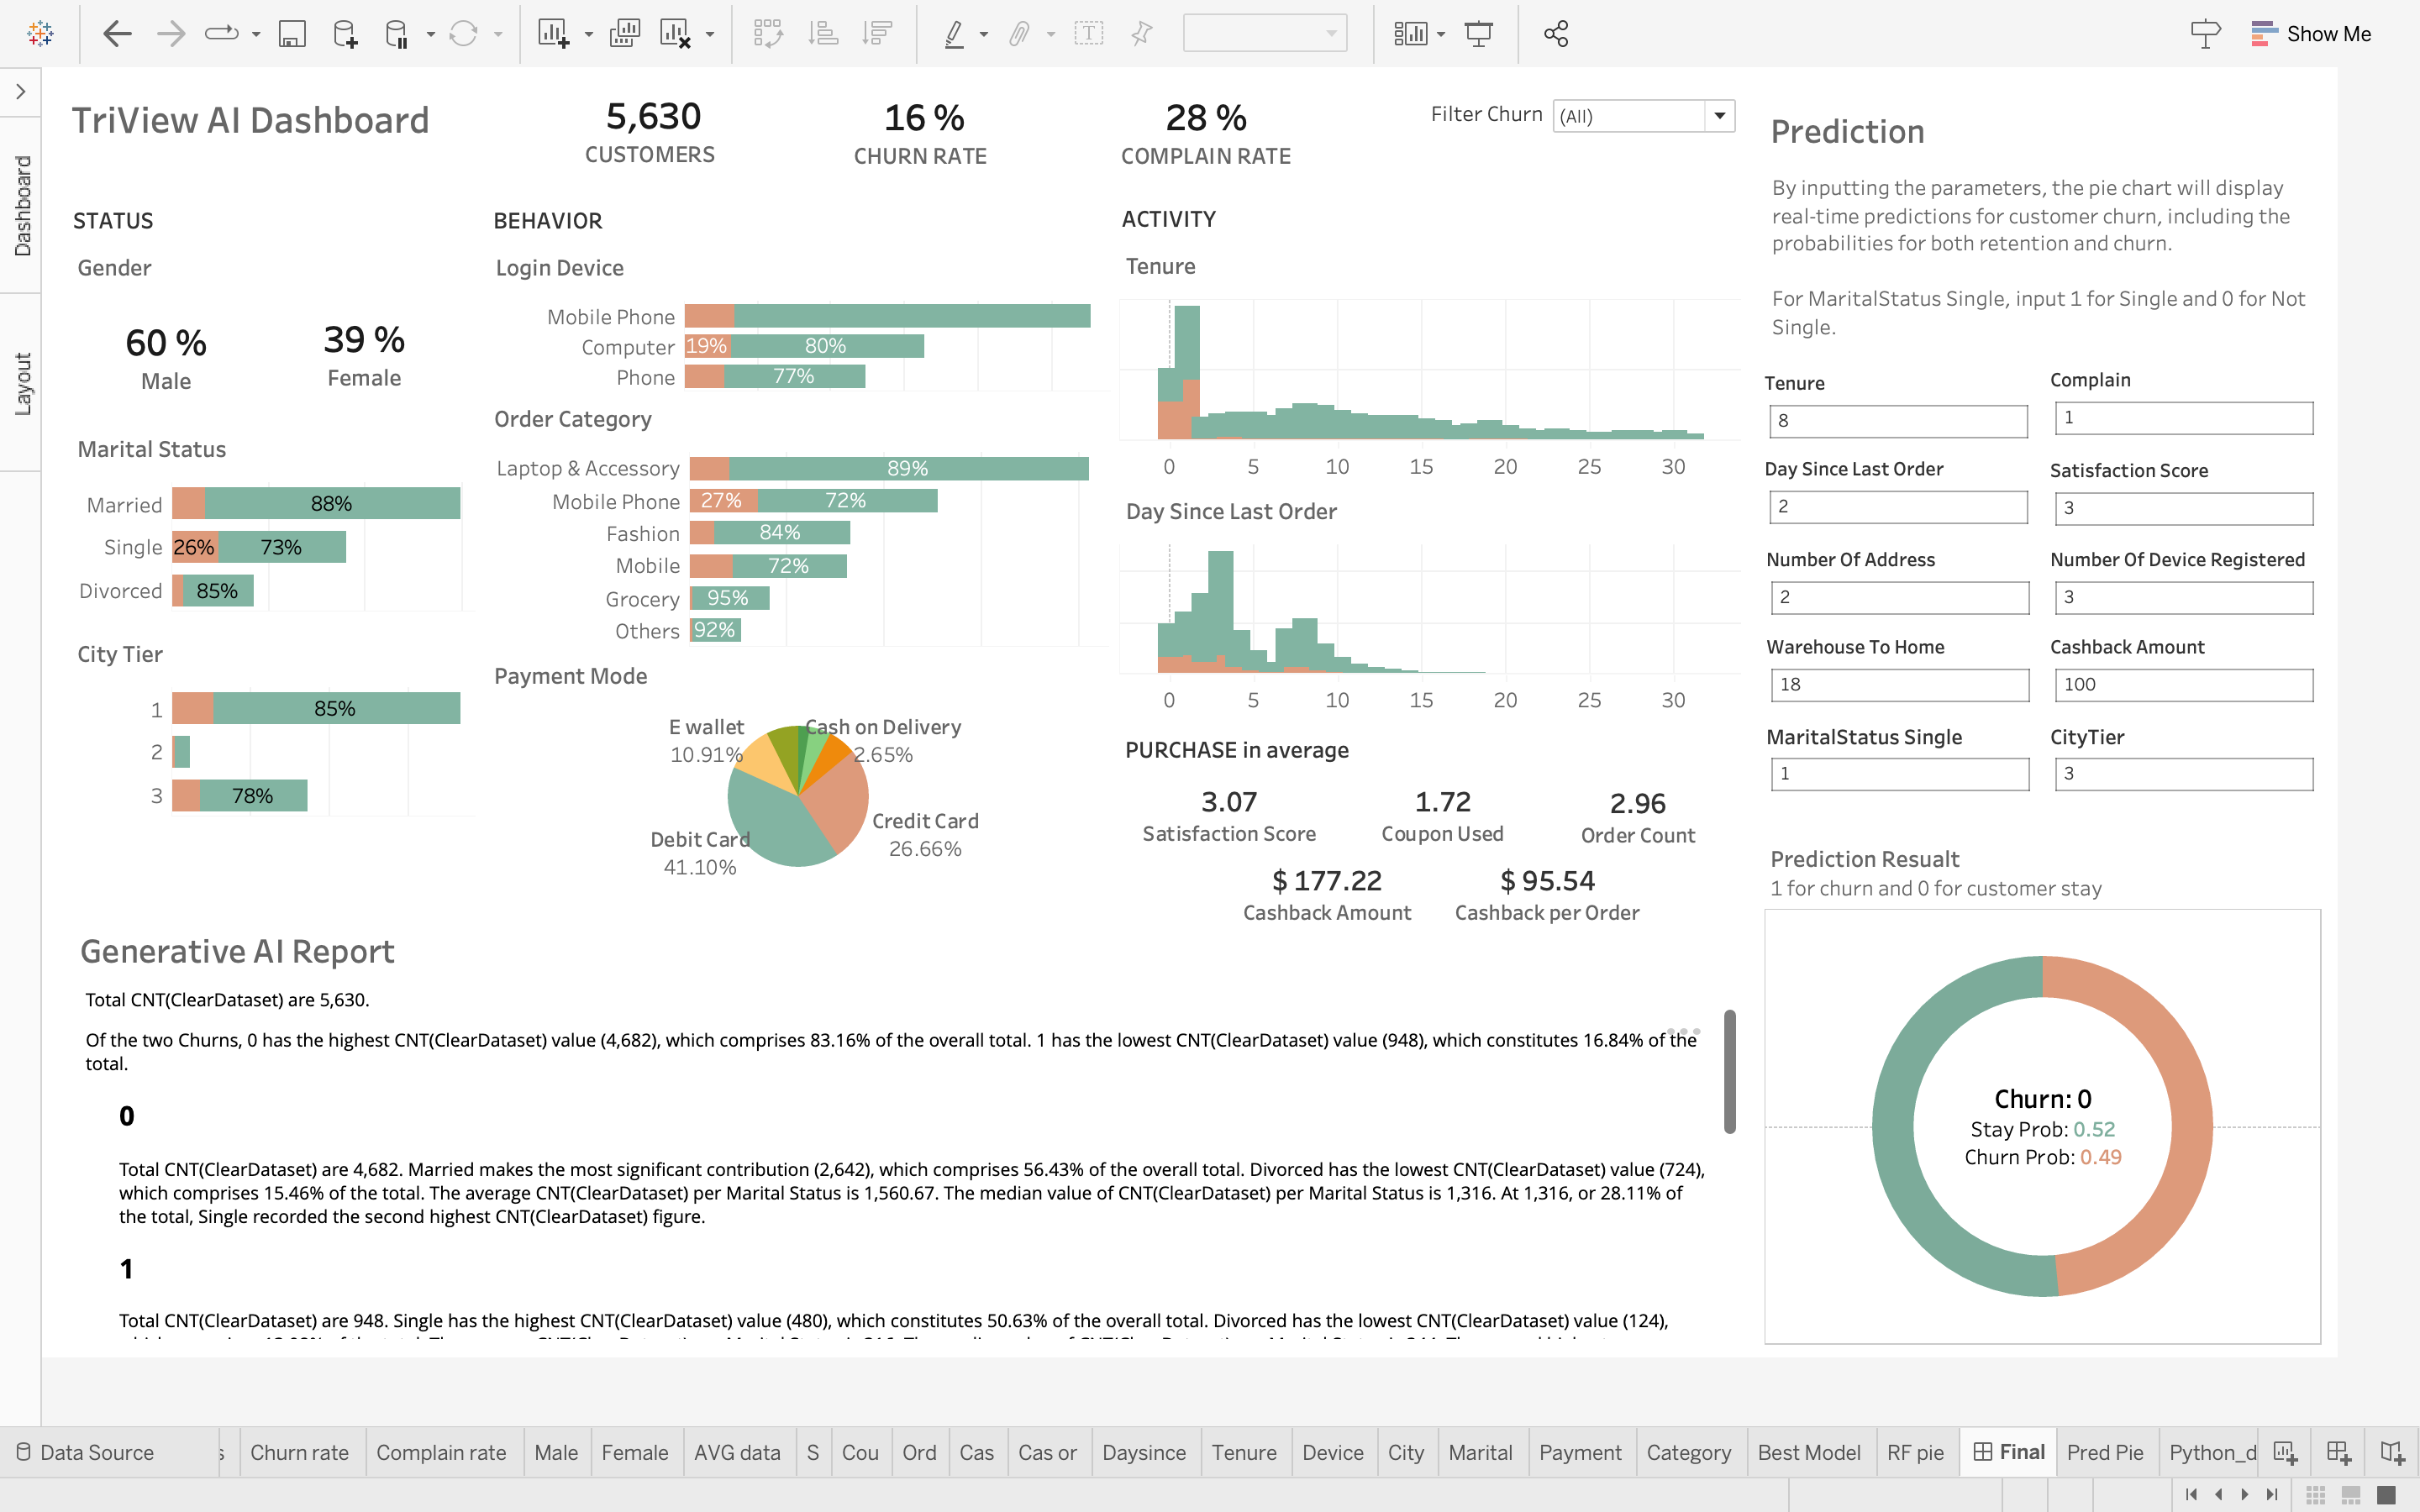 Show Me
Dashboard
Layout
TriView AI Dashboard
5,630
CUSTOMERS
16 %
CHURN RATE
28 %
COMPLAIN RATE
Filter Churn
(All)
STATUS
Gender
60 %
Male
39 %
Female
Marital Status
Married
88%
Single
26%
73%
Divorced
85%
City Tier
1
85%
2
3
78%
BEHAVIOR
Login Device
Mobile Phone
Computer
19%
80%
Phone
77%
Order Category
Laptop & Accessory
89%
Mobile Phone
27%
72%
Fashion
84%
Mobile
72%
Grocery
95%
Others
92%
Payment Mode
E wallet
10.91%
Cash on Delivery
2.65%
Credit Card
26.66%
Debit Card
41.10%
ACTIVITY
Tenure
0 5 10 15 20 25 30
Day Since Last Order
0 5 10 15 20 25 30
PURCHASE in average
3.07
Satisfaction Score
1.72
Coupon Used
2.96
Order Count
$ 177.22
Cashback Amount
$ 95.54
Cashback per Order
Generative AI Report
Total CNT(ClearDataset) are 5,630.
Of the two Churns, 0 has the highest CNT(ClearDataset) value (4,682), which comprises 83.16% of the overall total. 1 has the lowest CNT(ClearDataset) value (948), which constitutes 16.84% of the
total.
0
Total CNT(ClearDataset) are 4,682. Married makes the most significant contribution (2,642), which comprises 56.43% of the overall total. Divorced has the lowest CNT(ClearDataset) value (724),
which comprises 15.46% of the total. The average CNT(ClearDataset) per Marital Status is 1,560.67. The median value of CNT(ClearDataset) per Marital Status is 1,316. At 1,316, or 28.11% of
the total, Single recorded the second highest CNT(ClearDataset) figure.
1
Total CNT(ClearDataset) are 948. Single has the highest CNT(ClearDataset) value (480), which constitutes 50.63% of the overall total. Divorced has the lowest CNT(ClearDataset) value (124),
Prediction
By inputting the parameters, the pie chart will display
real-time predictions for customer churn, including the
probabilities for both retention and churn.
For MaritalStatus Single, input 1 for Single and 0 for Not
Single.
Tenure
8
Complain
1
Day Since Last Order
2
Satisfaction Score
3
Number Of Address
2
Number Of Device Registered
3
Warehouse To Home
18
Cashback Amount
100
MaritalStatus Single
1
CityTier
3
Prediction Resualt
1 for churn and 0 for customer stay
Churn: 0
Stay Prob: 0.52
Churn Prob: 0.49
Data Source
s
Churn rate
Complain rate
Male
Female
AVG data
S
Cou
Ord
Cas
Cas or
Daysince
Tenure
Device
City
Marital
Payment
Category
Best Model
RF pie
Final
Pred Pie
Python_d